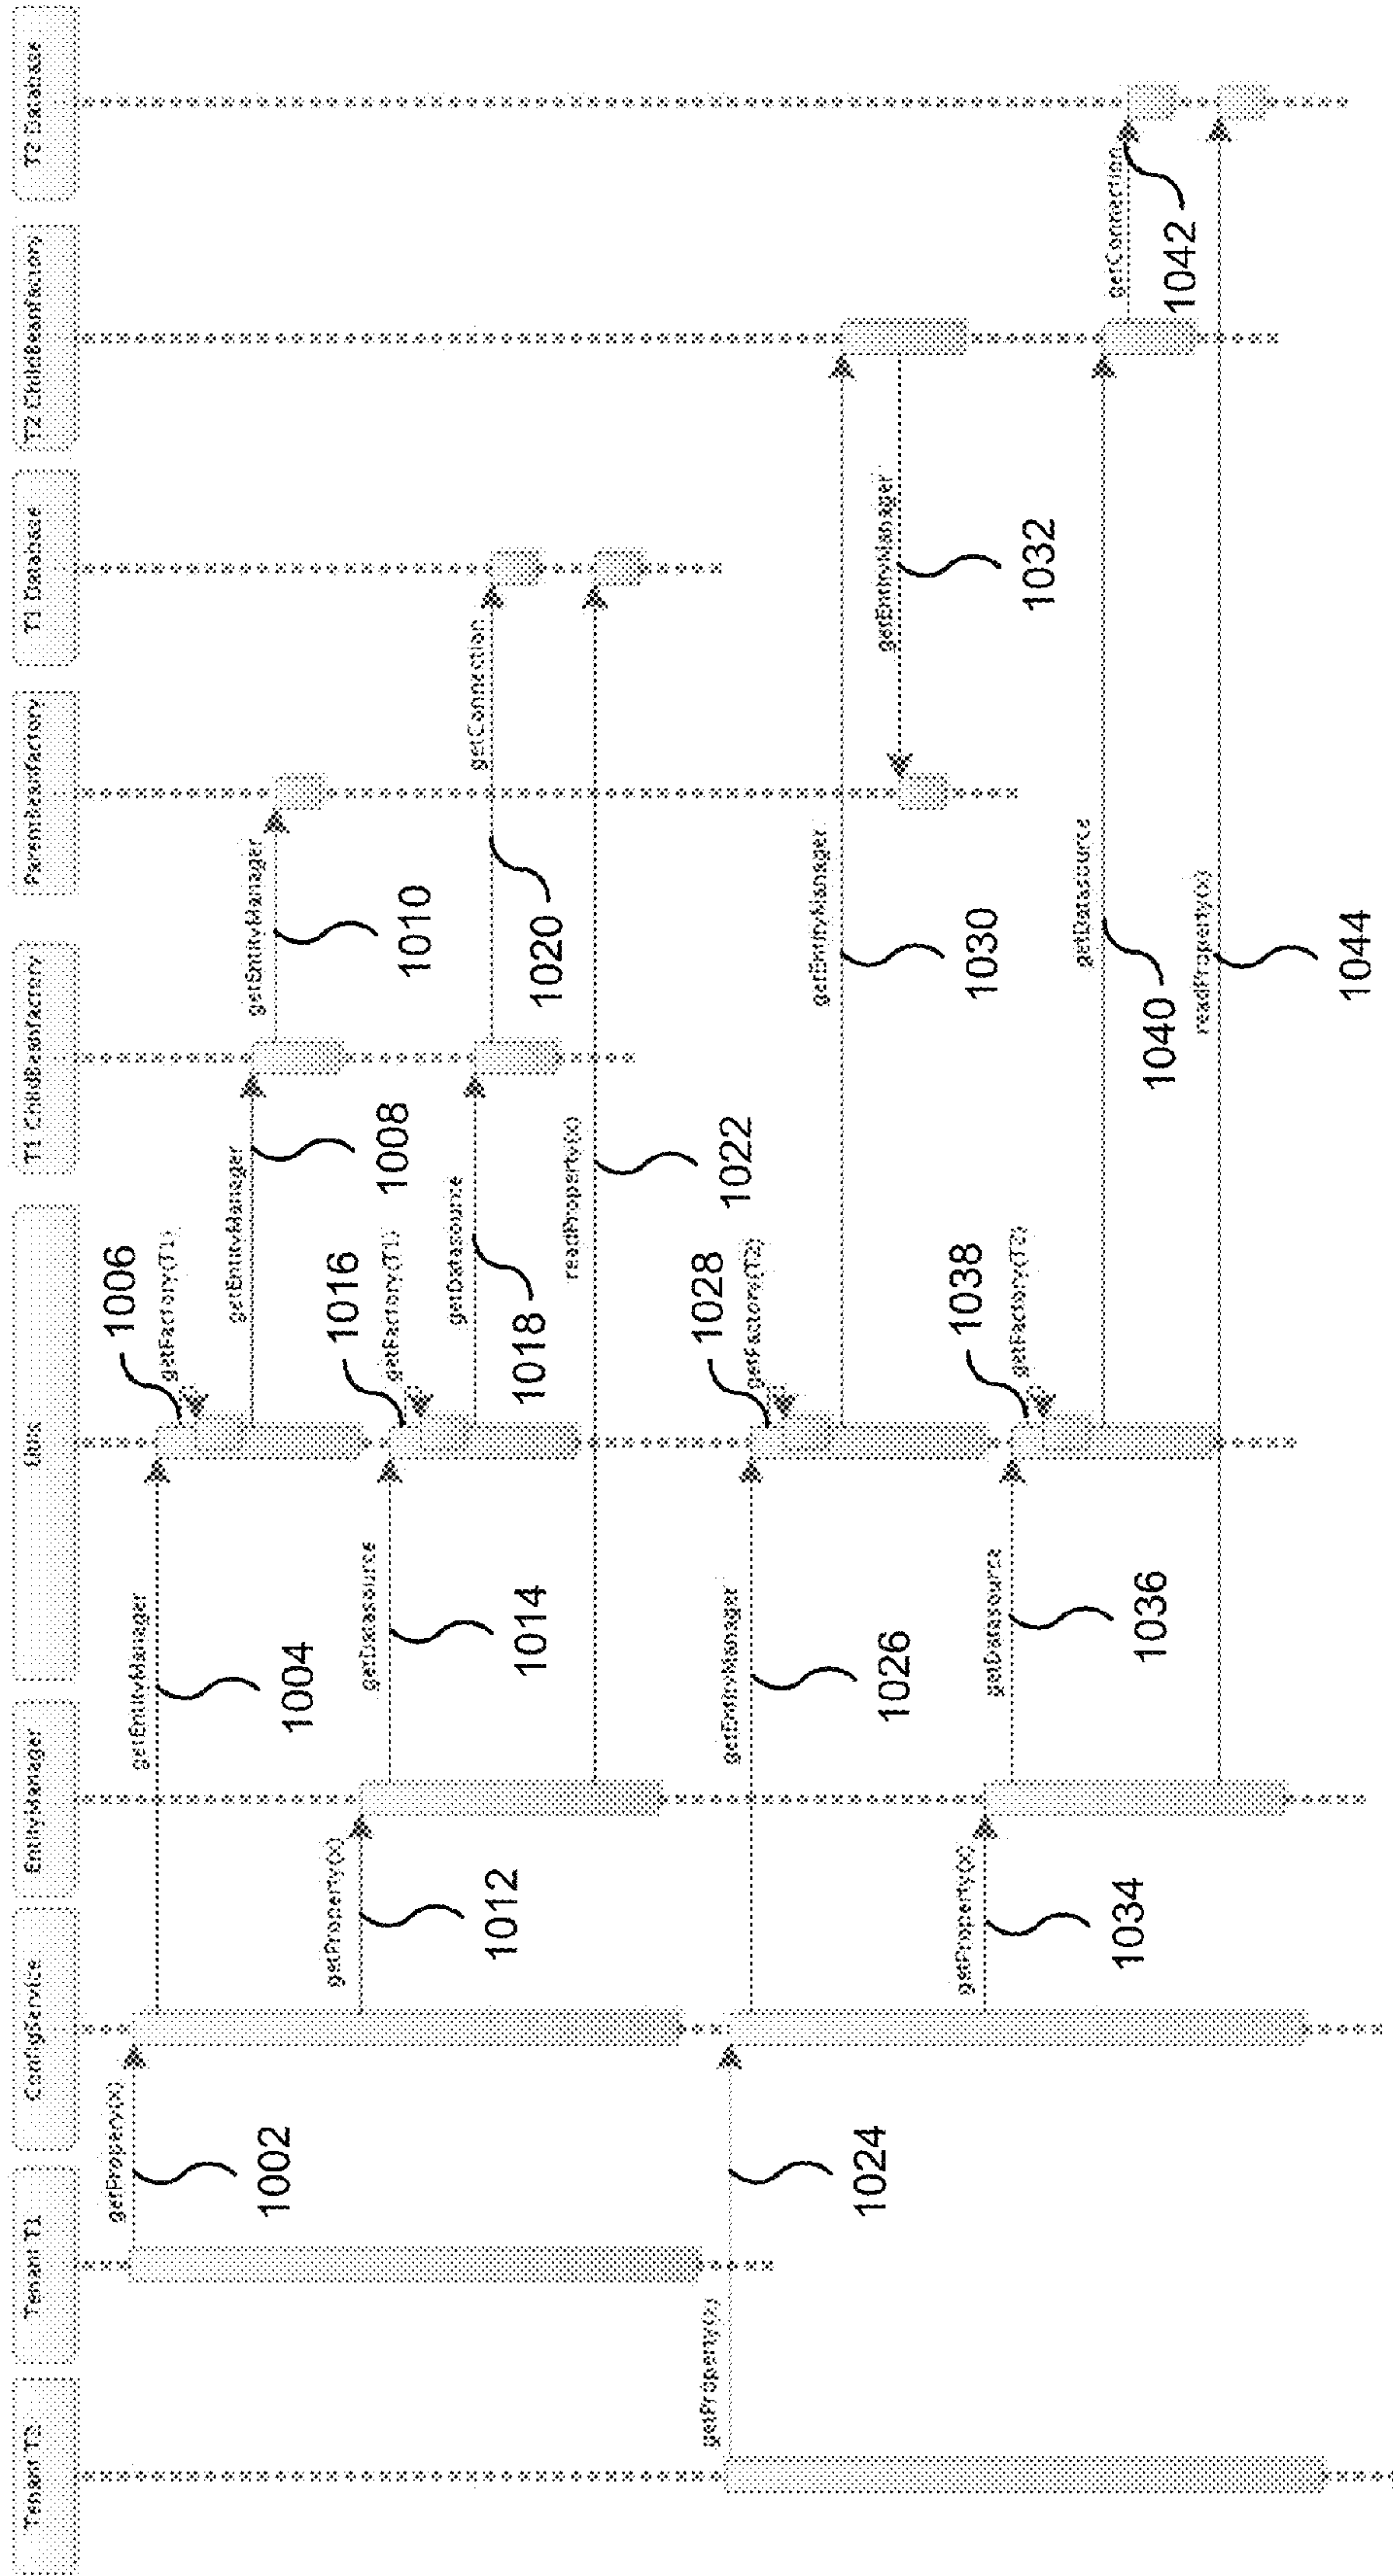 Tenant T2
Tenant T1
ConfigService
EntityManager
T1 ChildBeanfactory
ParentBeanfactory
T1 Database
T2 ChildBeanfactory
T2 Database
getPropery(x)
1002
getEntityManager
1004
1006
getFactory(T1)
getEntityManager
1008
getEntityManager
1010
getProperty(x)
1012
getDatasource
1014
1016
getFactory(T1)
getDatasource
1018
getConnection
1020
readProperty(x)
1022
getProperty(x)
1024
getEntityManager
1026
1028
getFactory(T2)
getEntityManager
1030
getEntityManager
1032
getProperty(x)
1034
getDatasource
1036
1038
getFactory(T2)
getDatasource
1040
getConnection
1042
readProperty(x)
1044